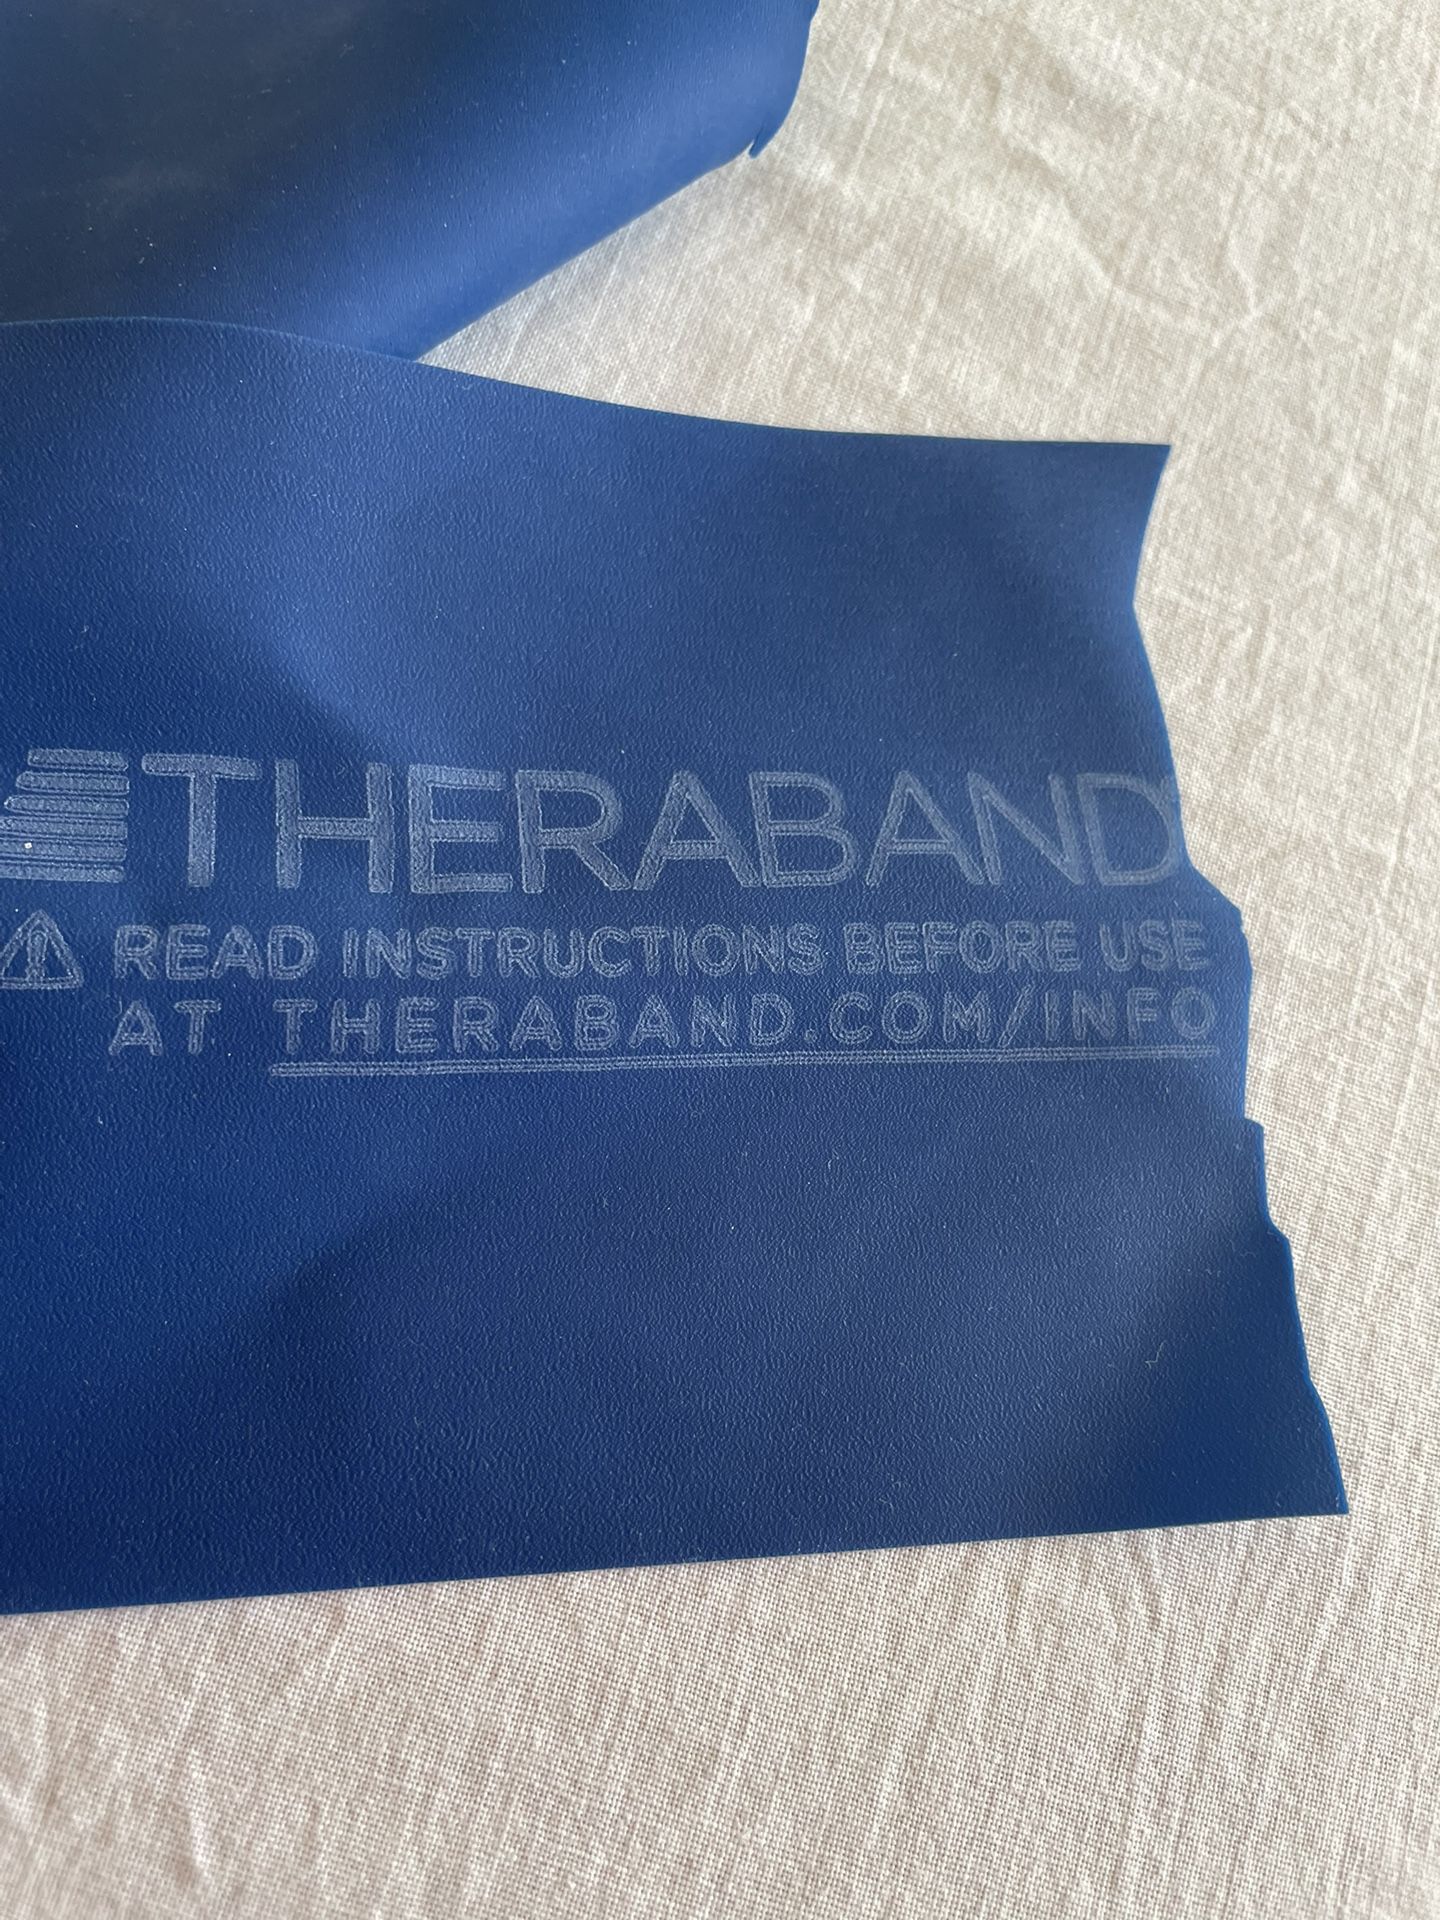 THERABAND
READ INSTRUCTIONS BEFORE USE
AT THERABAND.COM/INFO